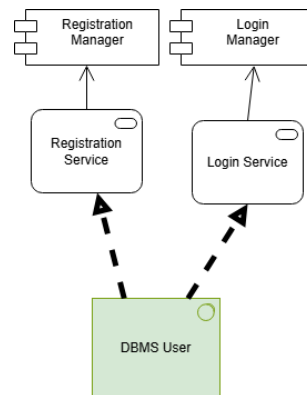 Registration
Manager
Login
Manager
Registration
Service
Login Service
DBMS User